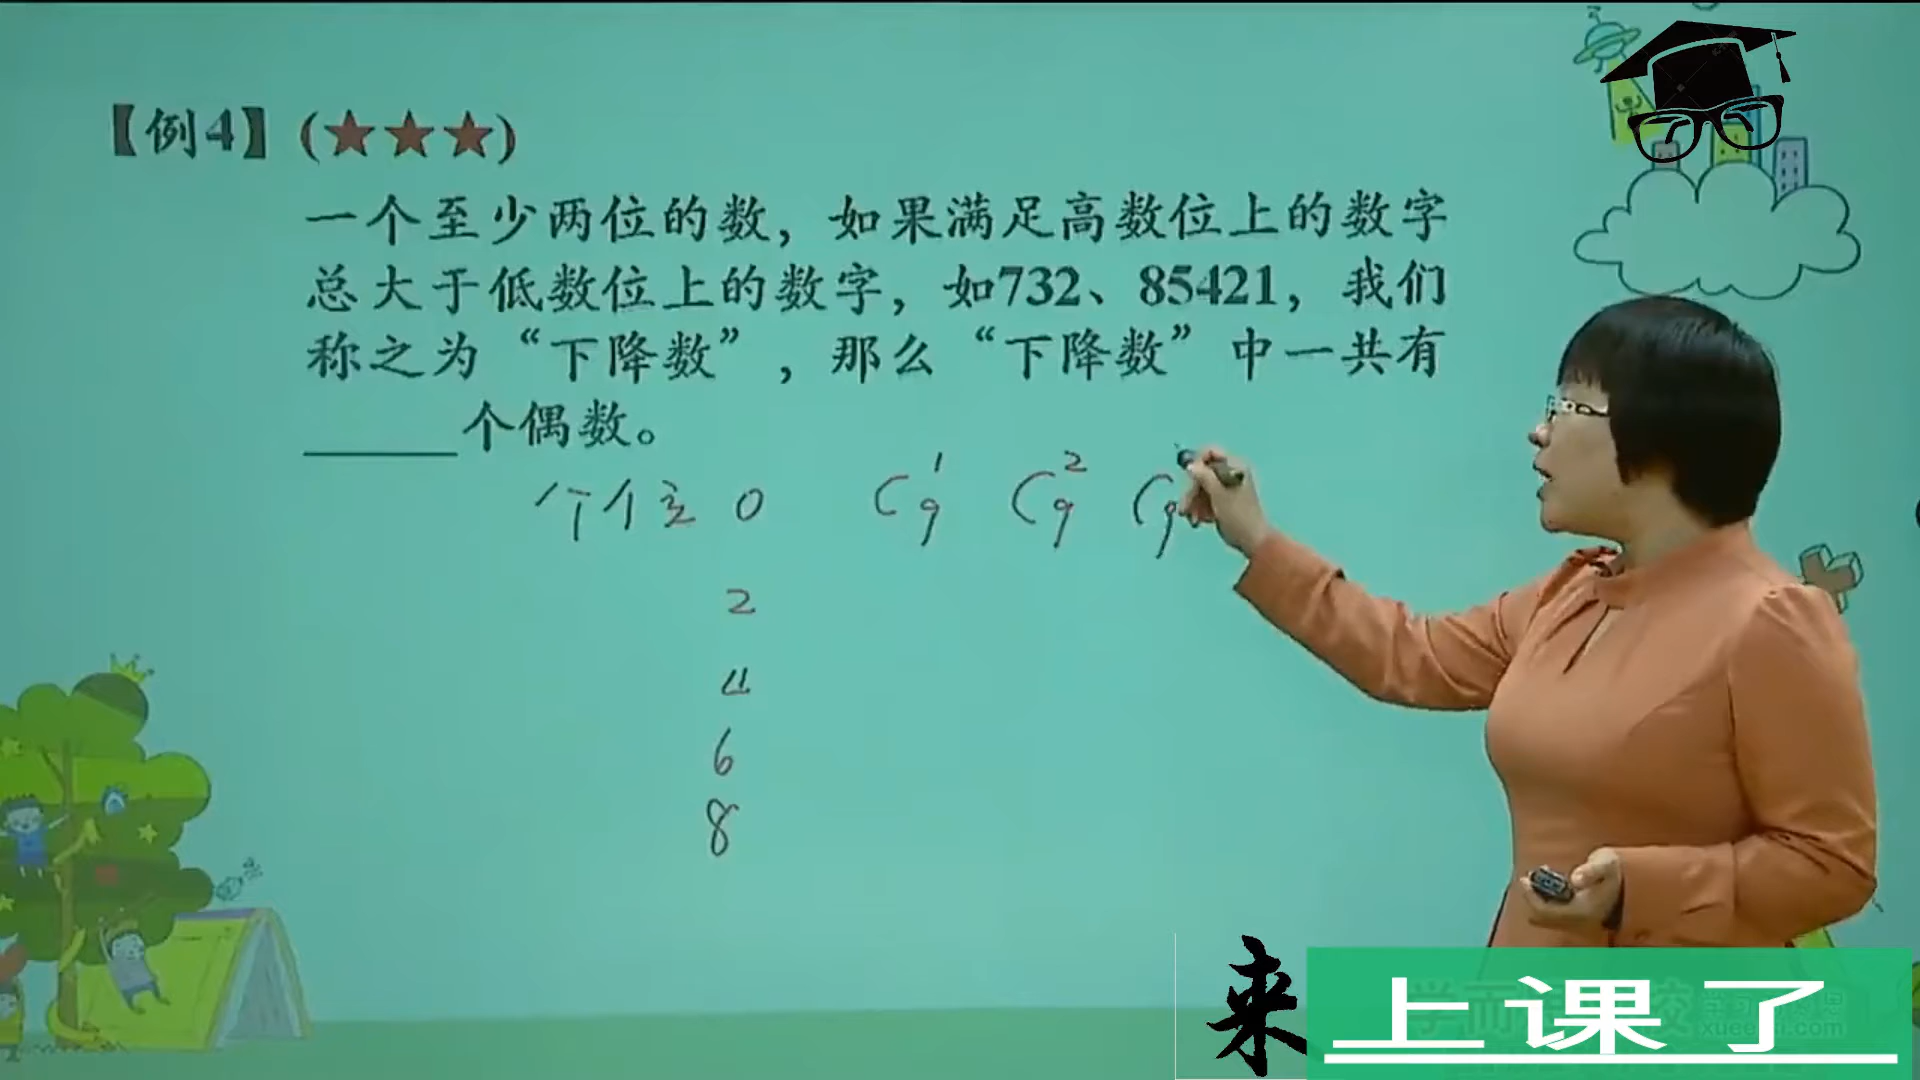 【例4】(★★★)
一个至少两位的数，如果满足高数位上的数字
总大于低数位上的数字，如732、85421，我们
称之为“下降数”，那么“下降数”中一共有
______个偶数。
个位 0 C₉¹ C₉² C₉
2
4
6
8
来 上课了